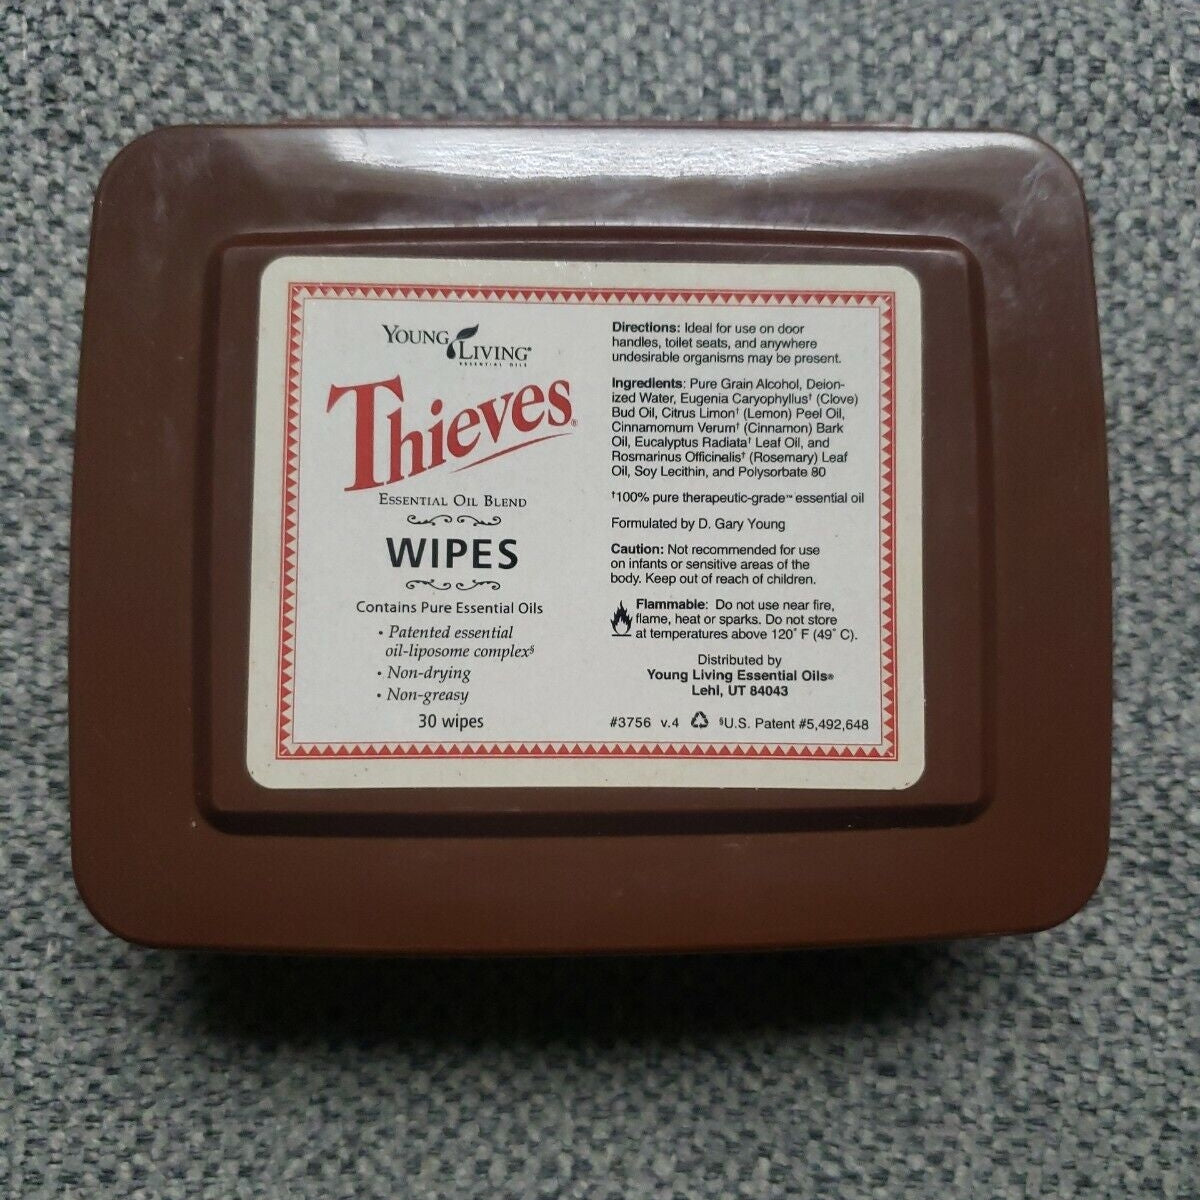 YOUNG LIVING®
ESSENTIAL OILS
Thieves®
ESSENTIAL OIL BLEND
WIPES
Contains Pure Essential Oils
• Patented essential
oil-liposome complex§
• Non-drying
• Non-greasy
30 wipes
Directions: Ideal for use on door
handles, toilet seats, and anywhere
undesirable organisms may be present.
Ingredients: Pure Grain Alcohol, Deion-
ized Water, Eugenia Caryophyllus† (Clove)
Bud Oil, Citrus Limon† (Lemon) Peel Oil,
Cinnamomum Verum† (Cinnamon) Bark
Oil, Eucalyptus Radiata† Leaf Oil, and
Rosmarinus Officinalis† (Rosemary) Leaf
Oil, Soy Lecithin, and Polysorbate 80
†100% pure therapeutic-grade™ essential oil
Formulated by D. Gary Young
Caution: Not recommended for use
on infants or sensitive areas of the
body. Keep out of reach of children.
Flammable: Do not use near fire,
flame, heat or sparks. Do not store
at temperatures above 120˚ F (49˚ C).
Distributed by
Young Living Essential Oils®
Lehi, UT 84043
#3756 v.4 §U.S. Patent #5,492,648